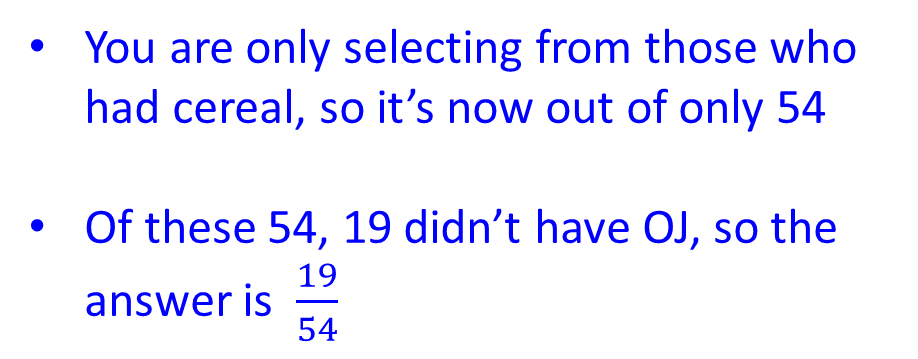 • You are only selecting from those who
had cereal, so it’s now out of only 54
• Of these 54, 19 didn’t have OJ, so the
answer is 19/54